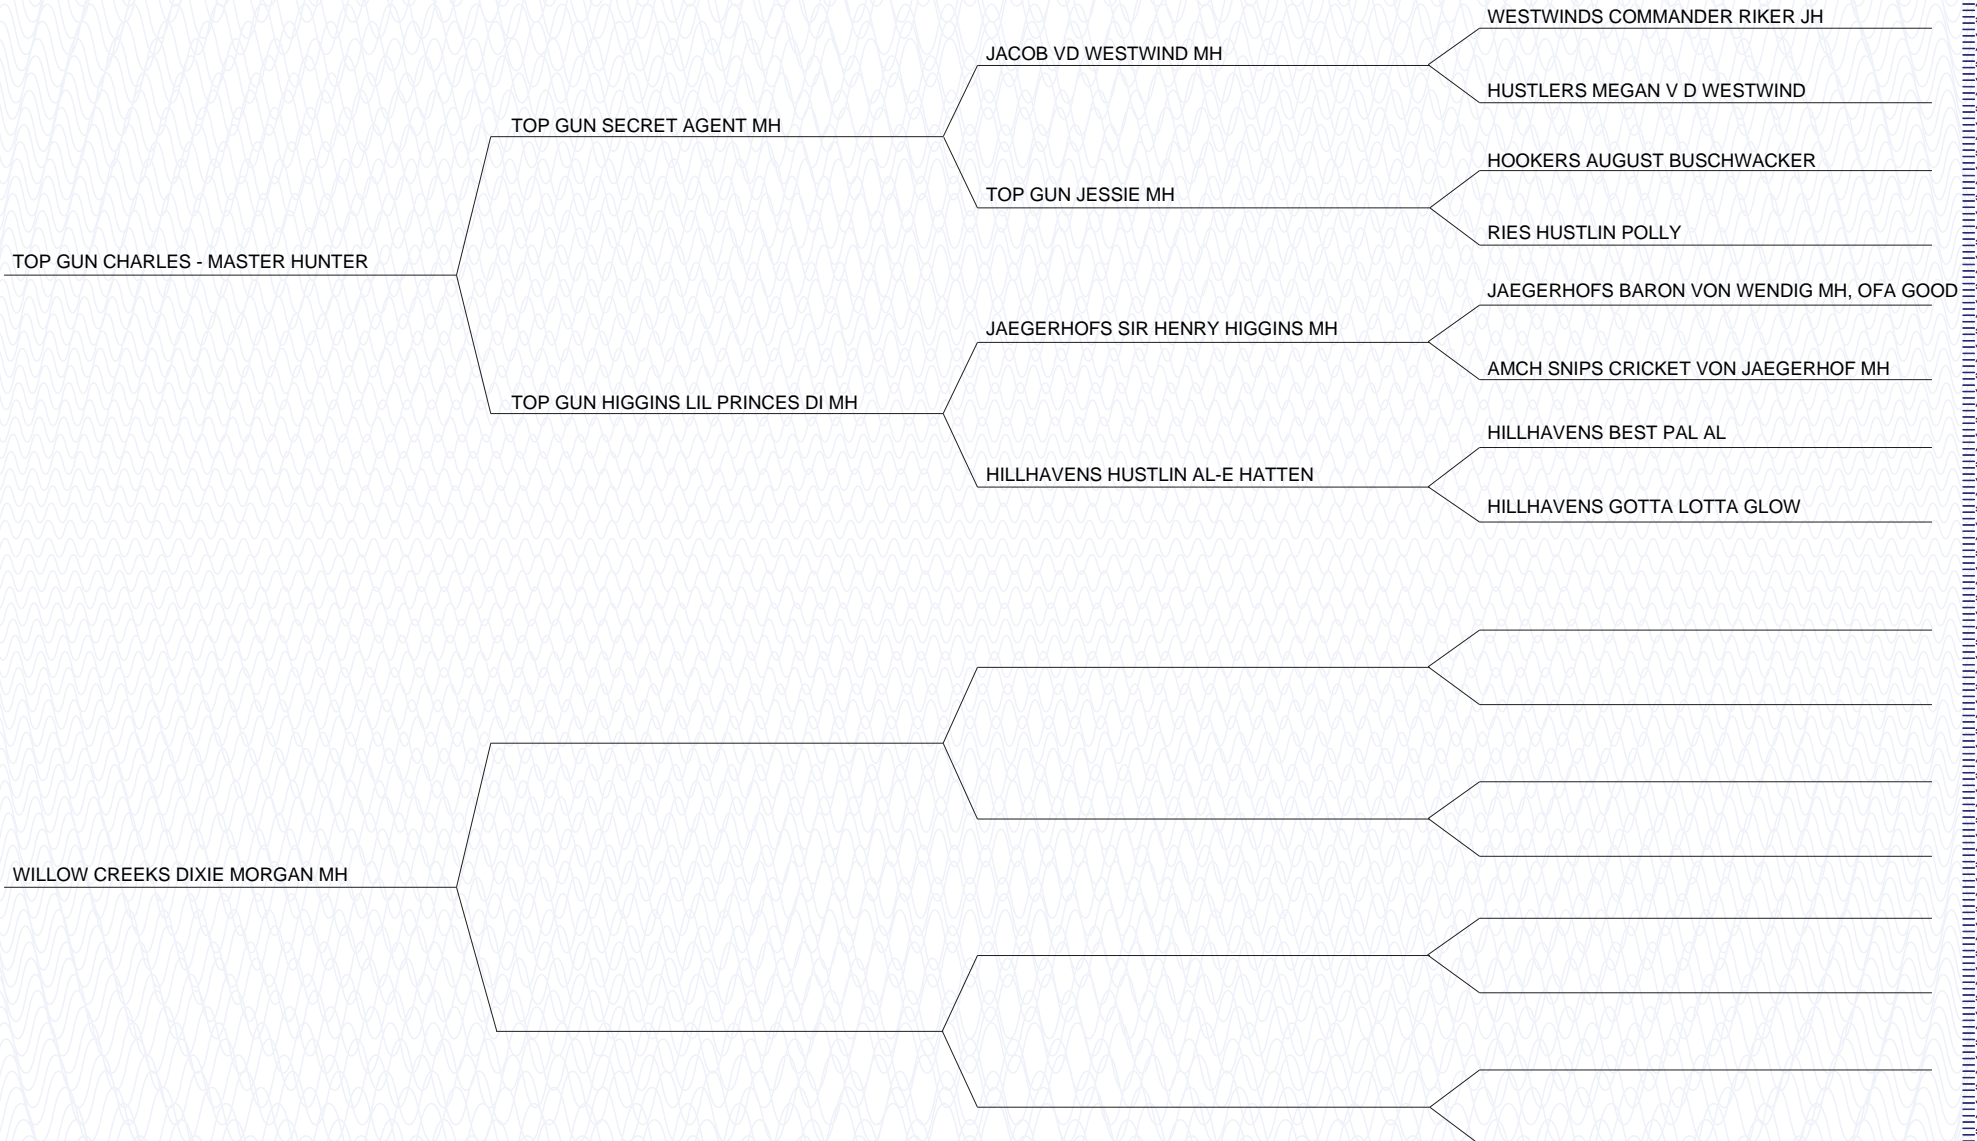 WESTWINDS COMMANDER RIKER JH
JACOB VD WESTWIND MH
HUSTLERS MEGAN V D WESTWIND
TOP GUN SECRET AGENT MH
HOOKERS AUGUST BUSCHWACKER
TOP GUN JESSIE MH
RIES HUSTLIN POLLY
TOP GUN CHARLES - MASTER HUNTER
JAEGERHOFS BARON VON WENDIG MH, OFA GOOD
JAEGERHOFS SIR HENRY HIGGINS MH
AMCH SNIPS CRICKET VON JAEGERHOF MH
TOP GUN HIGGINS LIL PRINCES DI MH
HILLHAVENS BEST PAL AL
HILLHAVENS HUSTLIN AL-E HATTEN
HILLHAVENS GOTTA LOTTA GLOW
WILLOW CREEKS DIXIE MORGAN MH